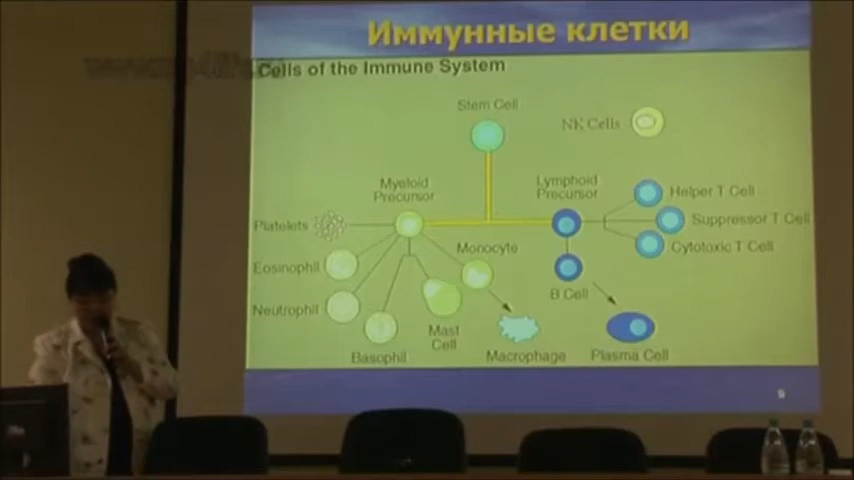 Иммунные клетки
Cells of the Immune System
Stem Cell
NK Cells
Myeloid
Precursor
Lymphoid
Precursor
Helper T Cell
Platelets
Suppressor T Cell
Monocyte
Cytotoxic T Cell
Eosinophil
B Cell
Neutrophil
Mast
Cell
Basophil
Macrophage
Plasma Cell
9